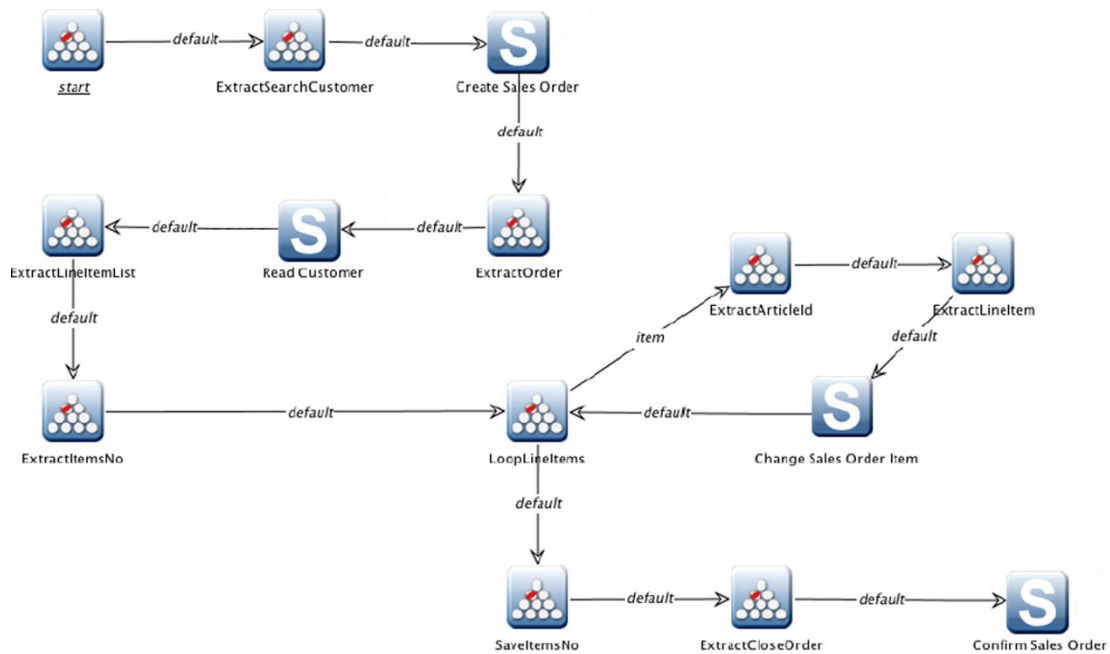 default
default
start
ExtractSearchCustomer
Create Sales Order
S
default
default
default
S
ExtractLineItemList
Read Customer
ExtractOrder
default
ExtractArticleId
ExtractLineItem
default
item
default
default
default
S
ExtractItemsNo
LoopLineItems
Change Sales Order Item
default
default
default
S
SaveItemsNo
ExtractCloseOrder
Confirm Sales Order